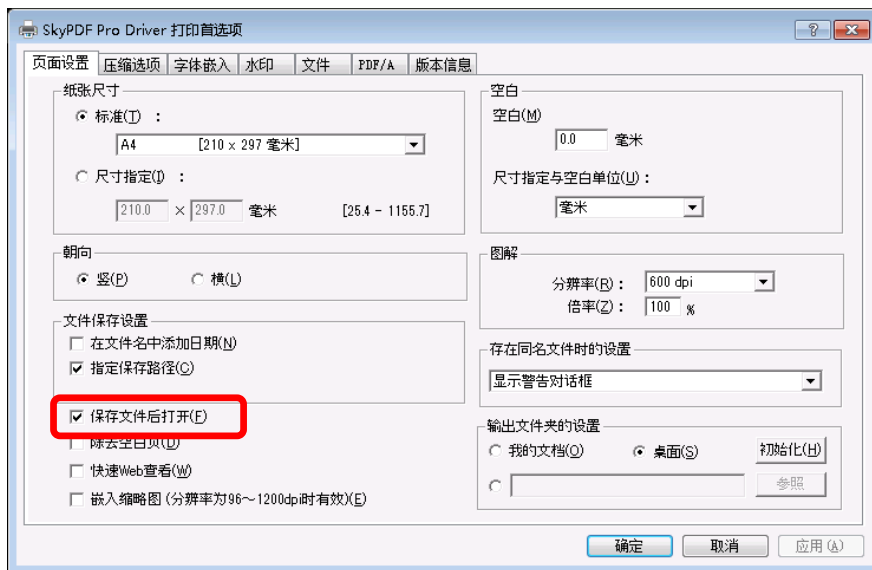 SkyPDF Pro Driver 打印首选项
页面设置 压缩选项 字体嵌入 水印 文件 PDF/A 版本信息
纸张尺寸
标准(T) :
A4 [210 x 297 毫米]
尺寸指定(I) :
210.0 × 297.0 毫米 [25.4 - 1155.7]
空白
空白(M)
0.0 毫米
尺寸指定与空白单位(U):
毫米
朝向
竖(P) 横(L)
图解
分辨率(R): 600 dpi
倍率(Z): 100 %
文件保存设置
在文件名中添加日期(N)
指定保存路径(C)
存在同名文件时的设置
显示警告对话框
保存文件后打开(F)
除去空白页(D)
快速Web查看(W)
嵌入缩略图 (分辨率为96～1200dpi时有效)(E)
输出文件夹的设置
我的文档(O) 桌面(S) 初始化(H)
参照
确定 取消 应用(A)